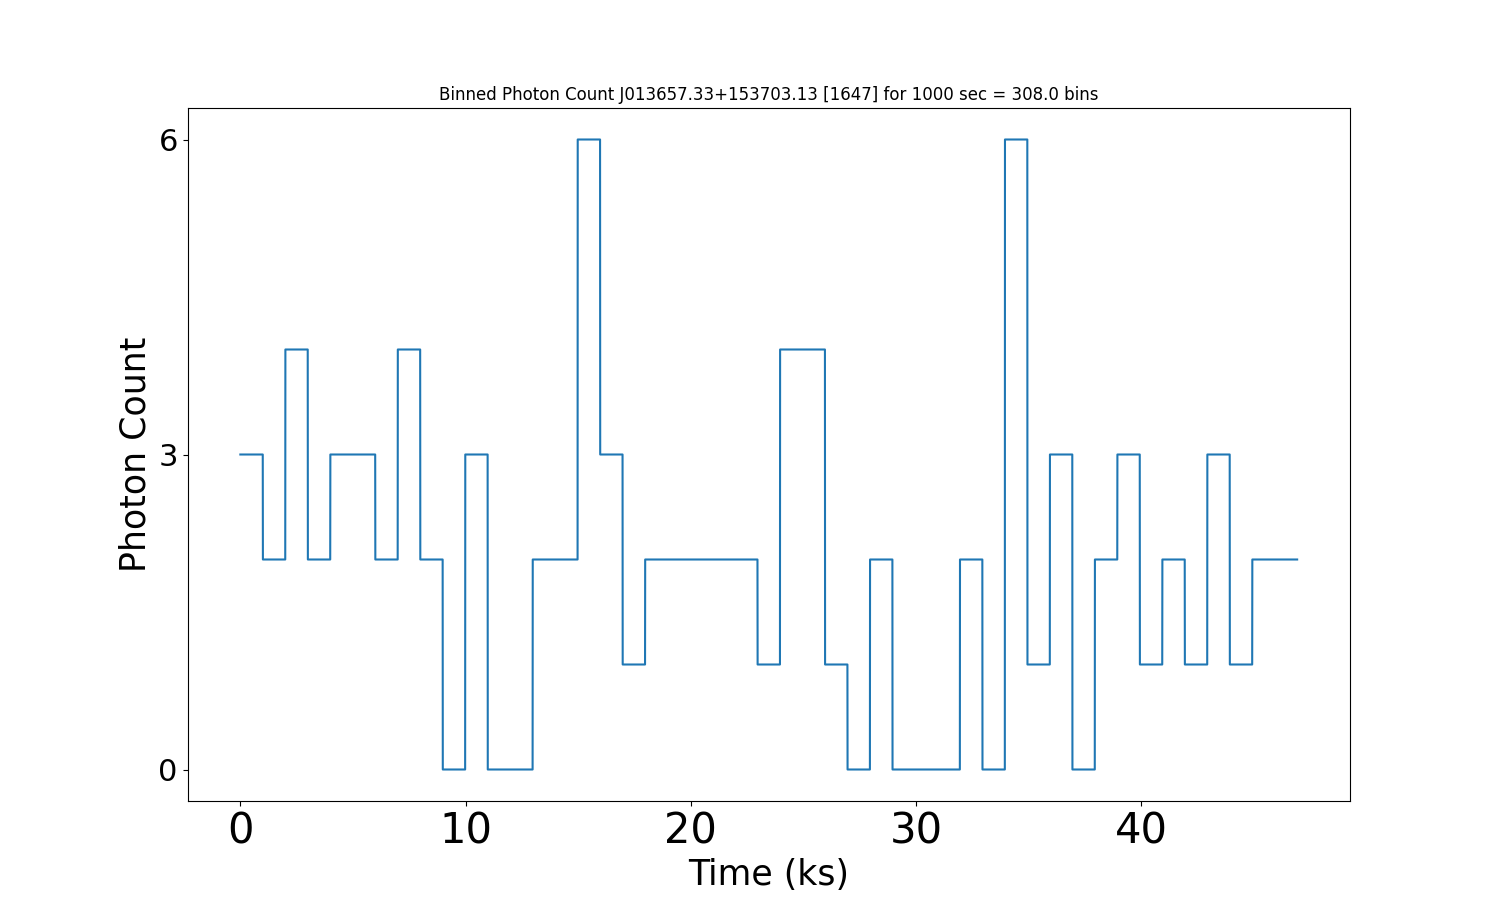 Binned Photon Count J013657.33+153703.13 [1647] for 1000 sec = 308.0 bins
6
3
0
Photon Count
0 10 20 30 40
Time (ks)